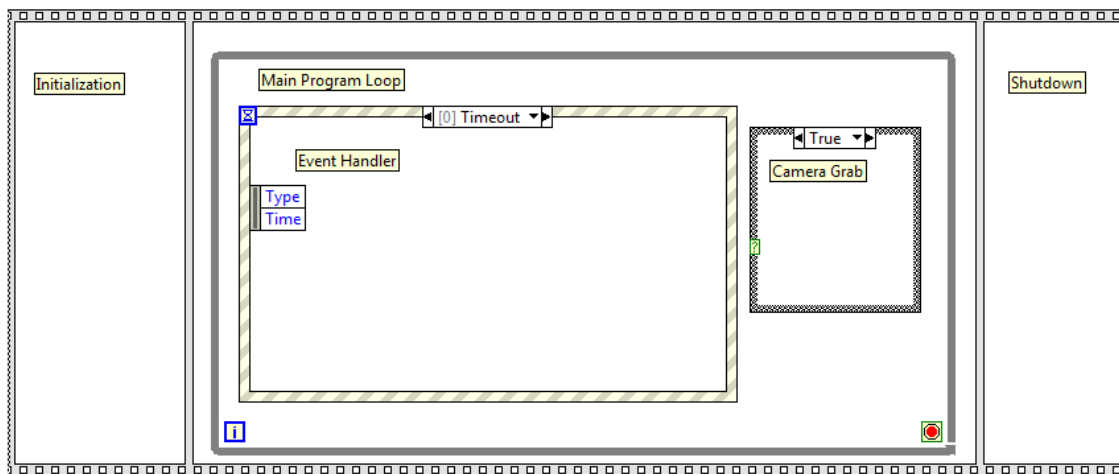 Initialization
Main Program Loop
[0] Timeout
Event Handler
Type
Time
True
Camera Grab
?
i
Shutdown